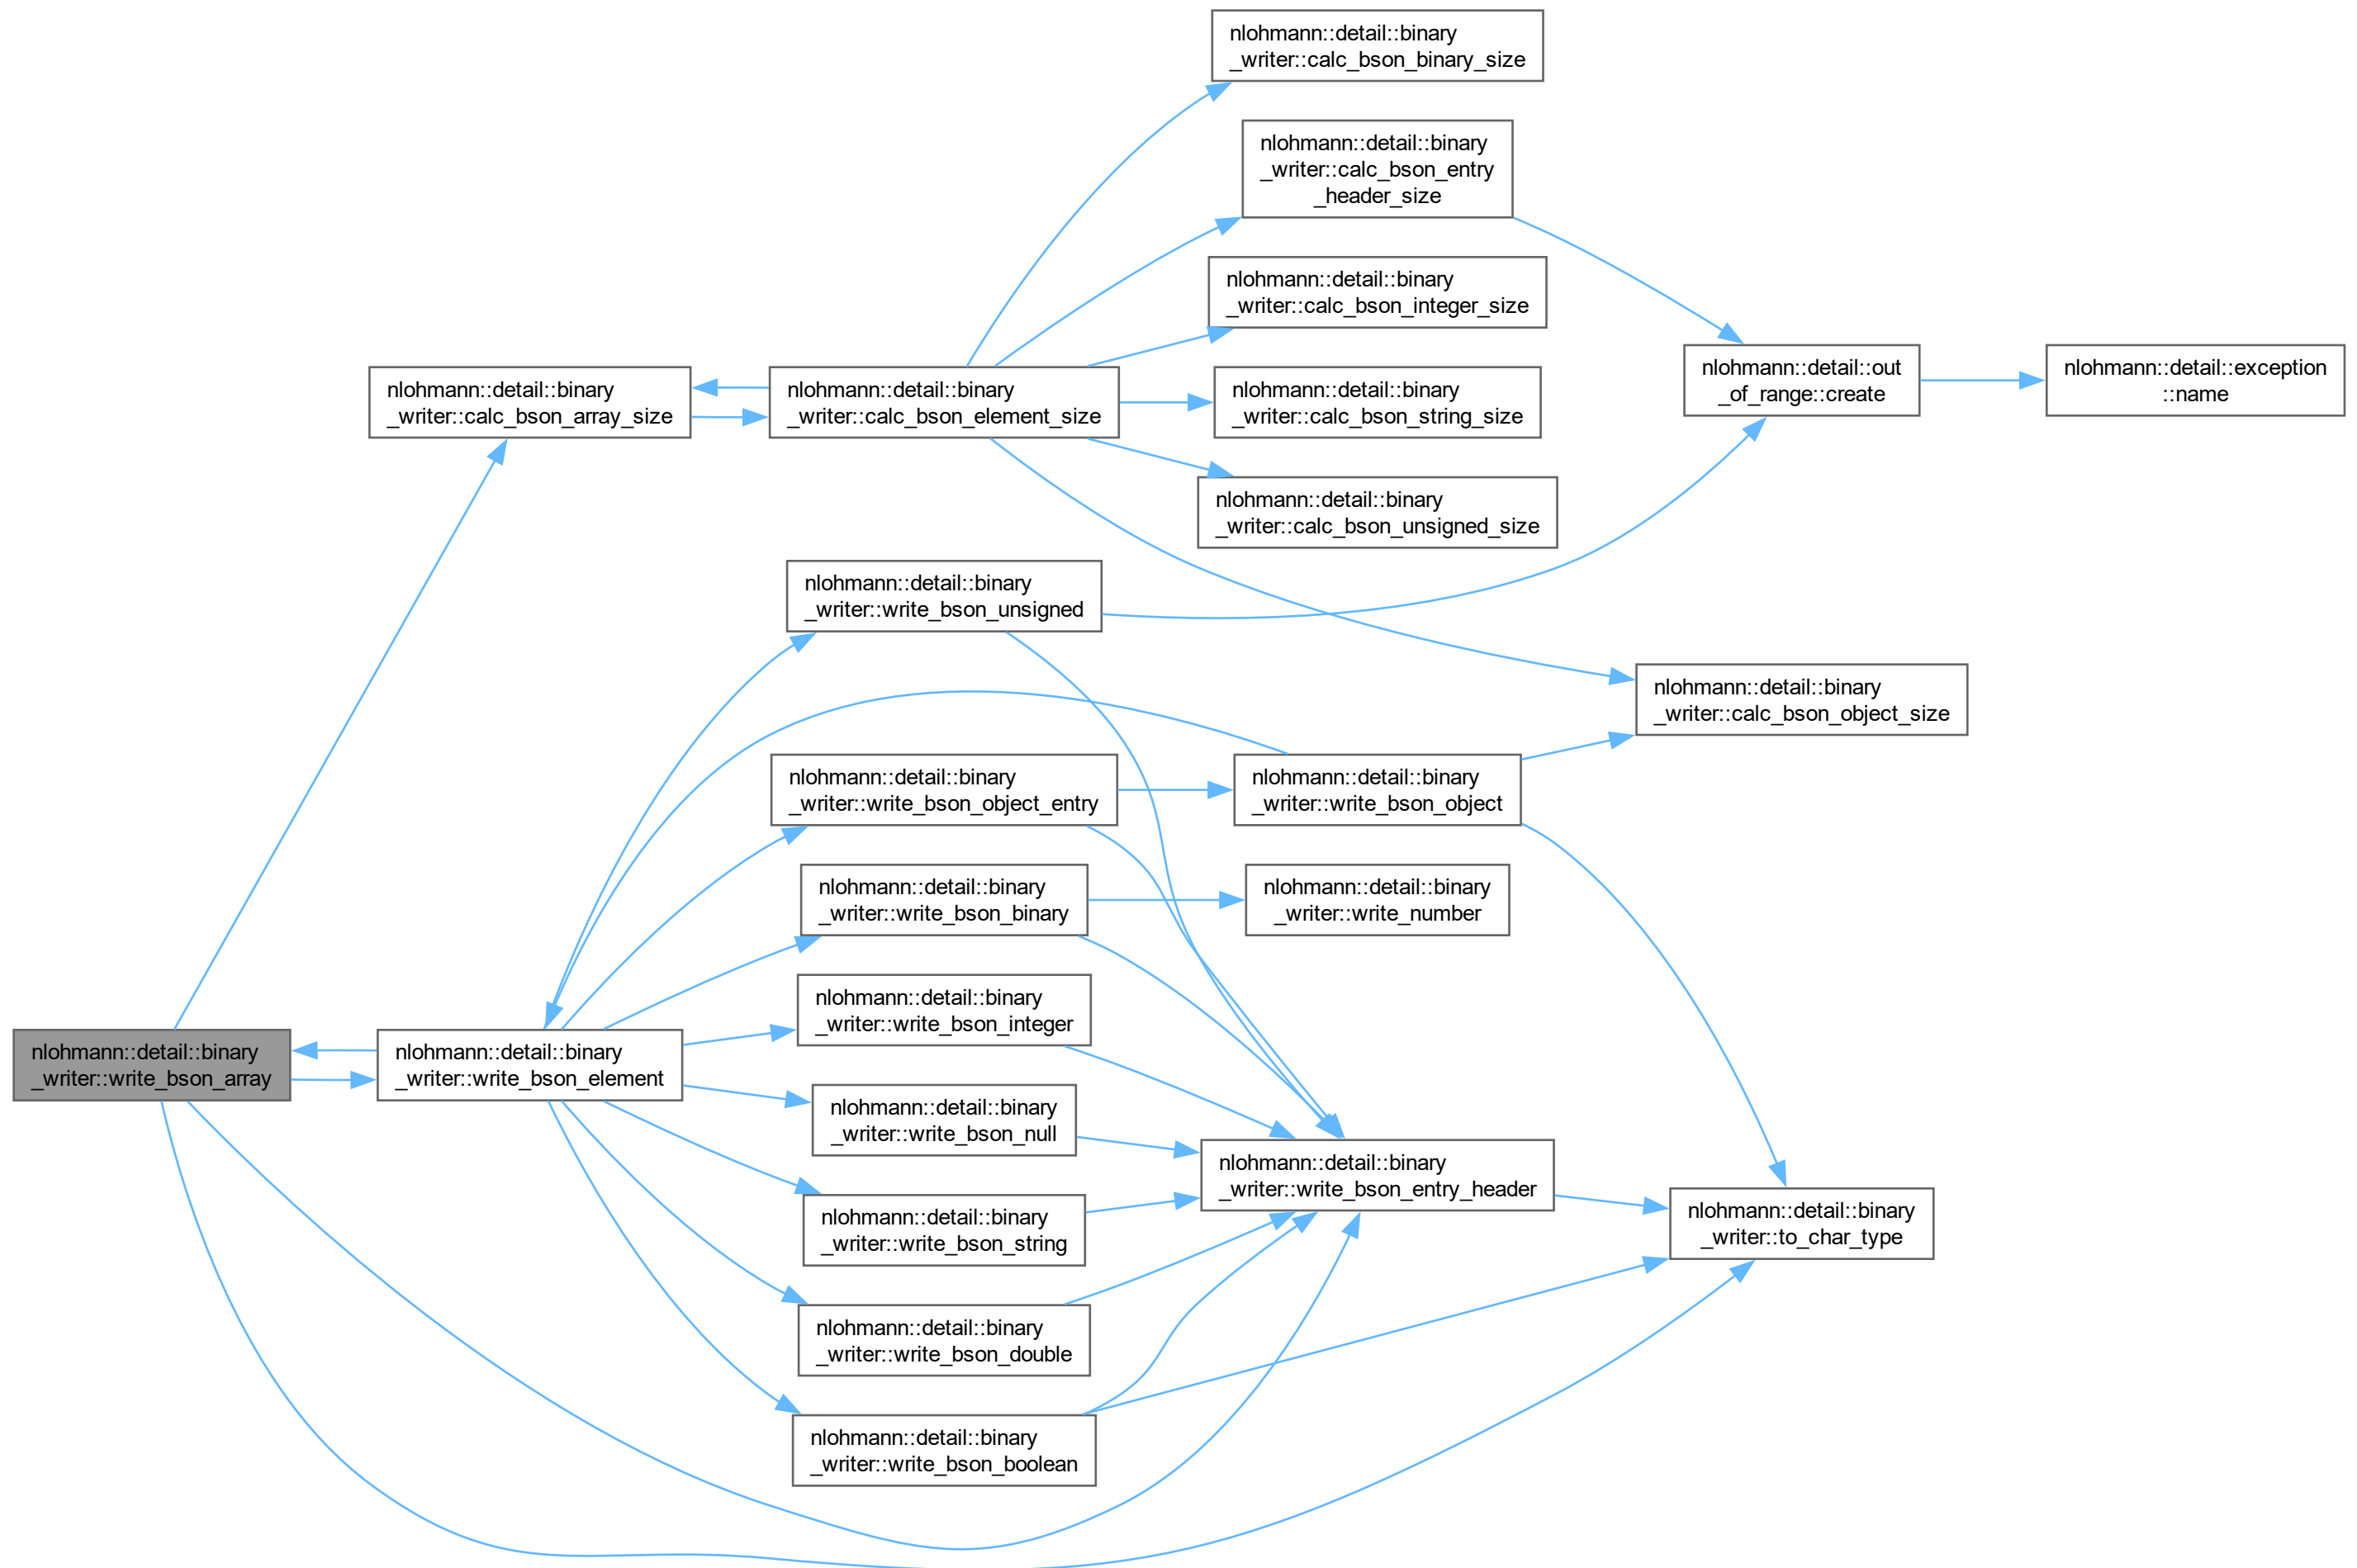 nlohmann::detail::binary
_writer::calc_bson_binary_size
nlohmann::detail::binary
_writer::calc_bson_entry
_header_size
nlohmann::detail::binary
_writer::calc_bson_integer_size
nlohmann::detail::out
_of_range::create
nlohmann::detail::exception
::name
nlohmann::detail::binary
_writer::calc_bson_array_size
nlohmann::detail::binary
_writer::calc_bson_element_size
nlohmann::detail::binary
_writer::calc_bson_string_size
nlohmann::detail::binary
_writer::calc_bson_unsigned_size
nlohmann::detail::binary
_writer::write_bson_unsigned
nlohmann::detail::binary
_writer::calc_bson_object_size
nlohmann::detail::binary
_writer::write_bson_object_entry
nlohmann::detail::binary
_writer::write_bson_object
nlohmann::detail::binary
_writer::write_bson_binary
nlohmann::detail::binary
_writer::write_number
nlohmann::detail::binary
_writer::write_bson_integer
nlohmann::detail::binary
_writer::write_bson_array
nlohmann::detail::binary
_writer::write_bson_element
nlohmann::detail::binary
_writer::write_bson_null
nlohmann::detail::binary
_writer::write_bson_entry_header
nlohmann::detail::binary
_writer::to_char_type
nlohmann::detail::binary
_writer::write_bson_string
nlohmann::detail::binary
_writer::write_bson_double
nlohmann::detail::binary
_writer::write_bson_boolean